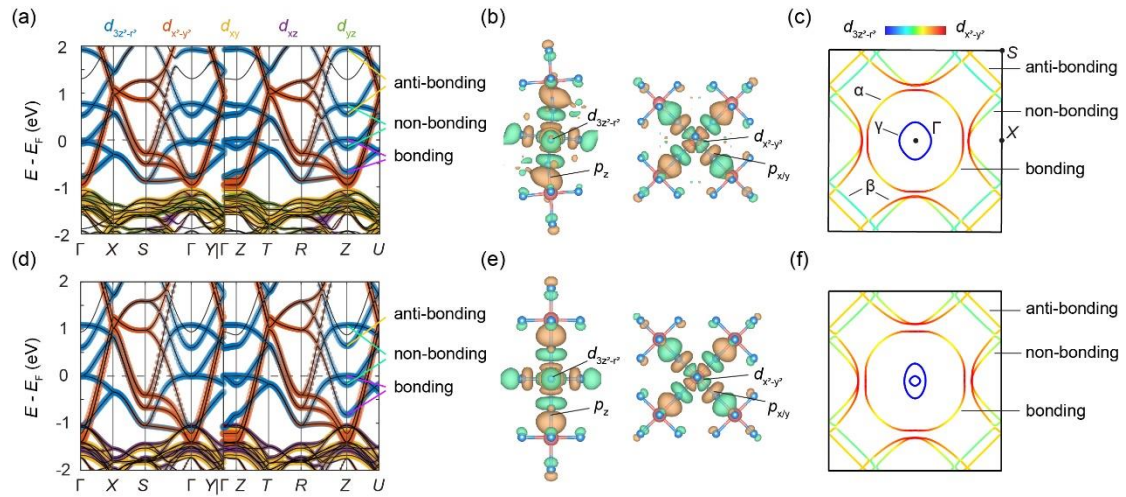 (a)
d3z²-r²
dx²-y²
dxy
dxz
dyz
E - EF (eV)
2
1
0
-1
-2
Γ X S Γ Y|Γ Z T R Z U
anti-bonding
non-bonding
bonding
(b)
d3z²-r²
pz
dx²-y²
px/y
(c)
d3z²-r²
dx²-y²
S
X
α
γ
Γ
β
anti-bonding
non-bonding
bonding
(d)
E - EF (eV)
2
1
0
-1
-2
Γ X S Γ Y|Γ Z T R Z U
anti-bonding
non-bonding
bonding
(e)
d3z²-r²
pz
dx²-y²
px/y
(f)
anti-bonding
non-bonding
bonding